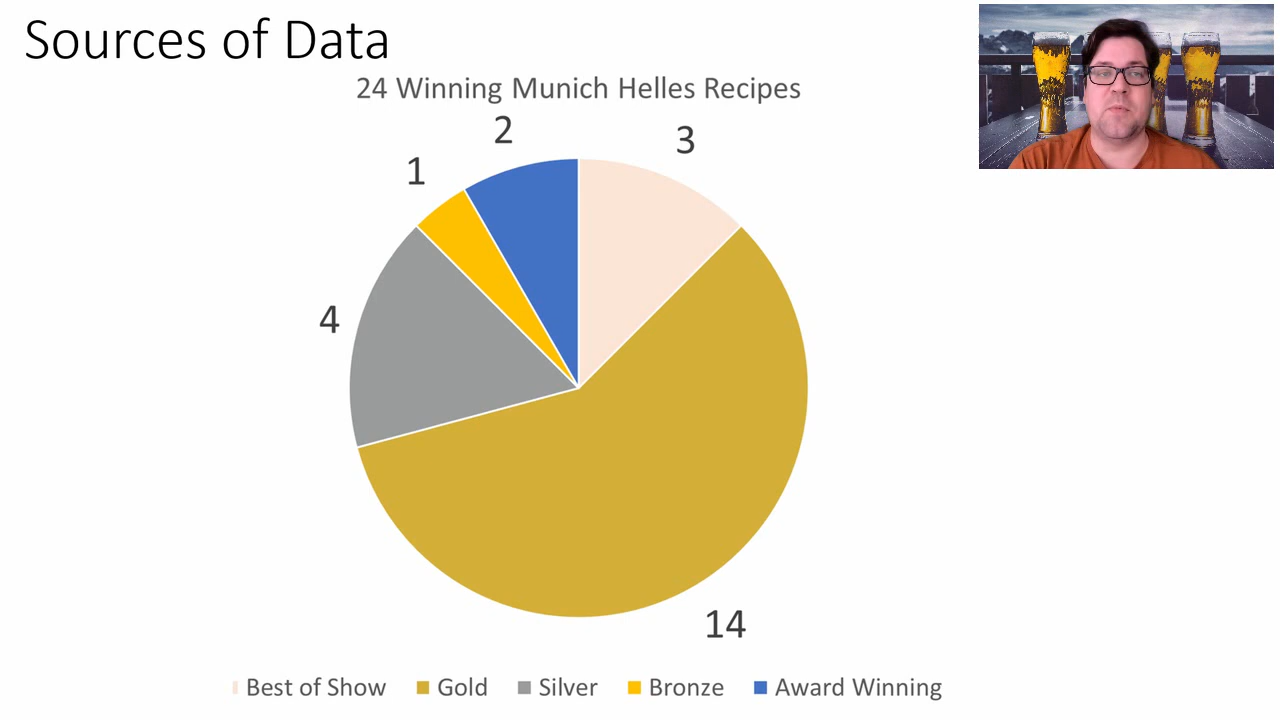 Sources of Data
24 Winning Munich Helles Recipes
2
3
1
4
14
Best of Show Gold Silver Bronze Award Winning